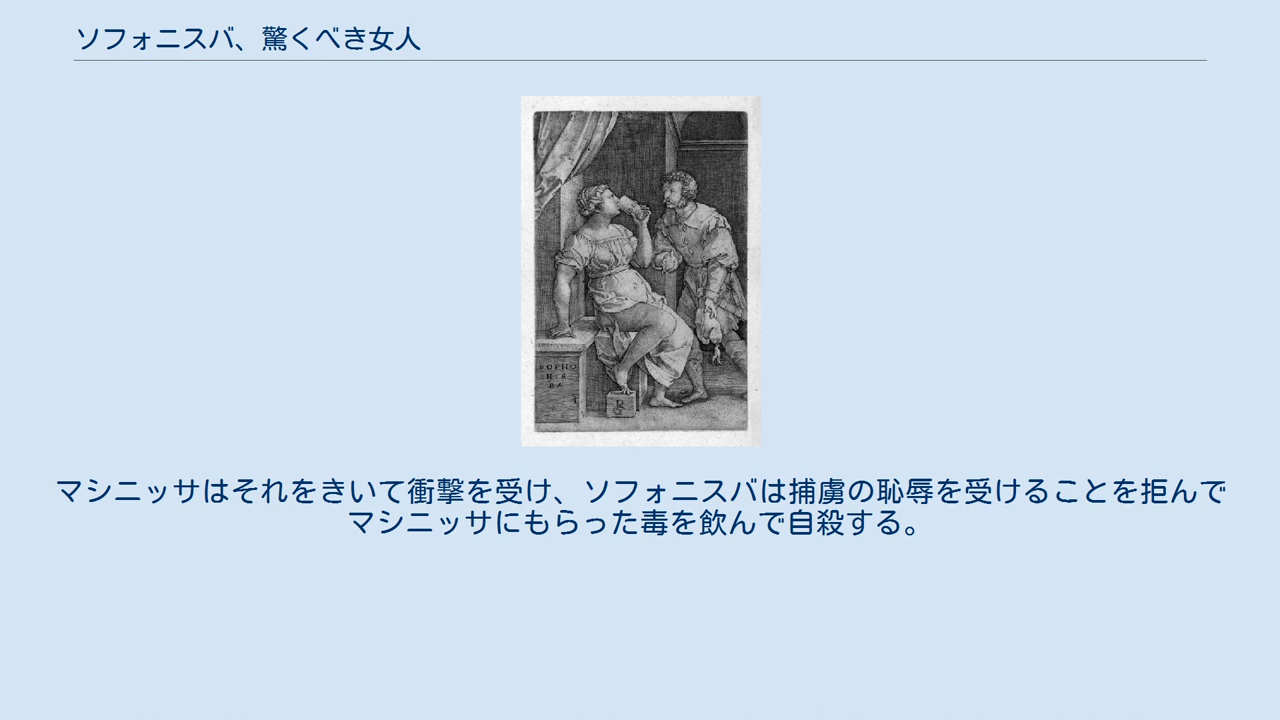 ソフォニスバ、驚くべき女人
SOPHO
NIS
BA
マシニッサはそれをきいて衝撃を受け、ソフォニスバは捕虜の恥辱を受けることを拒んで
マシニッサにもらった毒を飲んで自殺する。